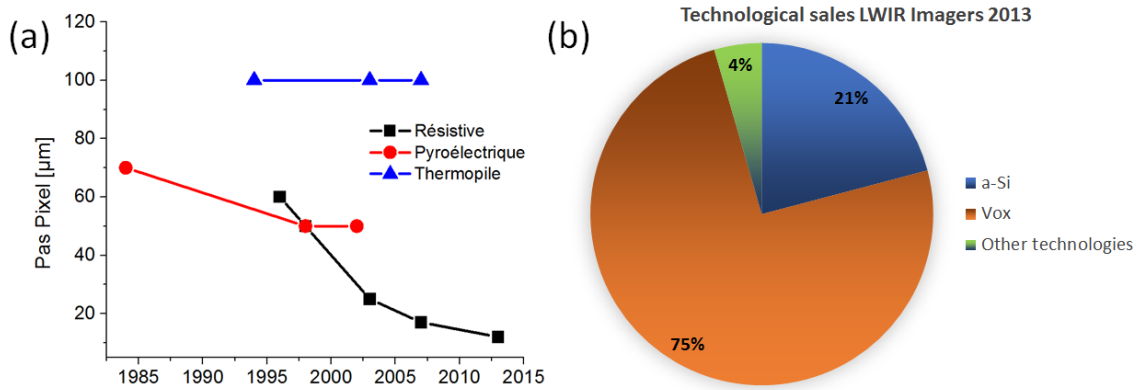 (a)
120
100
80
60
40
20
Pas Pixel [µm]
Résistive
Pyroélectrique
Thermopile
1985 1990 1995 2000 2005 2010 2015
(b)
Technological sales LWIR Imagers 2013
4%
21%
75%
a-Si
Vox
Other technologies